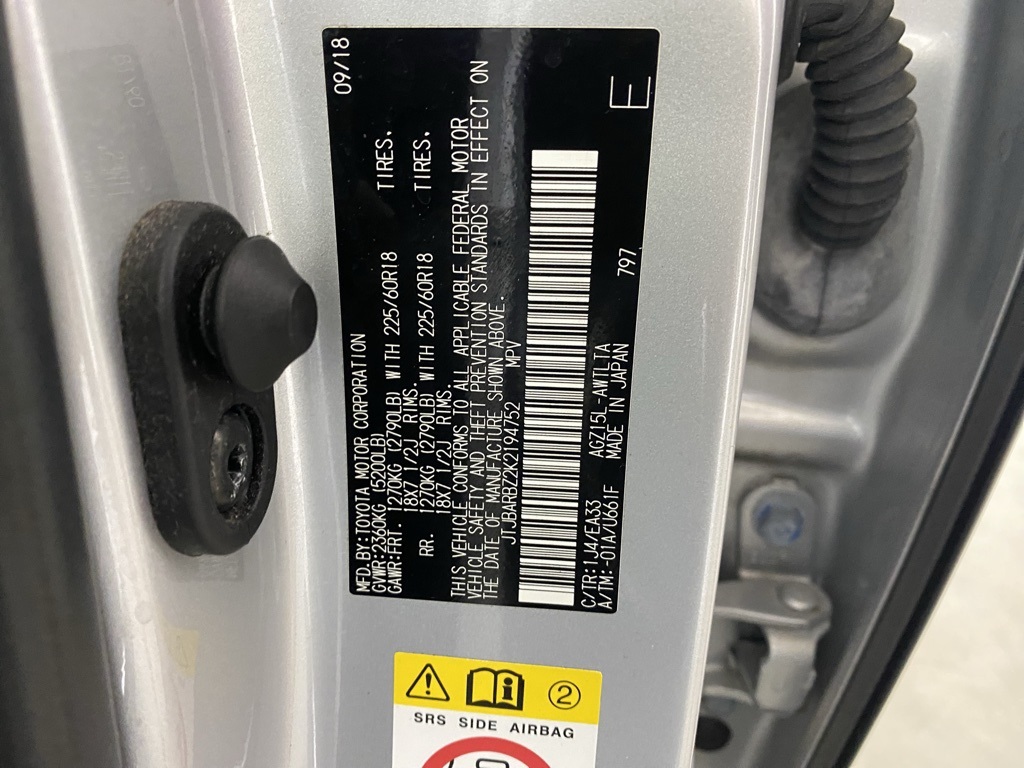 MFD.BY:TOYOTA MOTOR CORPORATION 09/18
GVWR:2360KG (5200LB)
GAWR:FRT. 1270KG (2790LB) WITH 225/60R18 TIRES.
18X7 1/2J RIMS.
RR. 1270KG (2790LB) WITH 225/60R18 TIRES.
18X7 1/2J RIMS.
THIS VEHICLE CONFORMS TO ALL APPLICABLE FEDERAL MOTOR
VEHICLE SAFETY AND THEFT PREVENTION STANDARDS IN EFFECT ON
THE DATE OF MANUFACTURE SHOWN ABOVE.
JTJBARBZ2K2194752 MPV
C/TR:1J4/EA33 AGZ15L-AWTLTA
A/TM:-01A/U661F MADE IN JAPAN 797
E
2
SRS SIDE AIRBAG